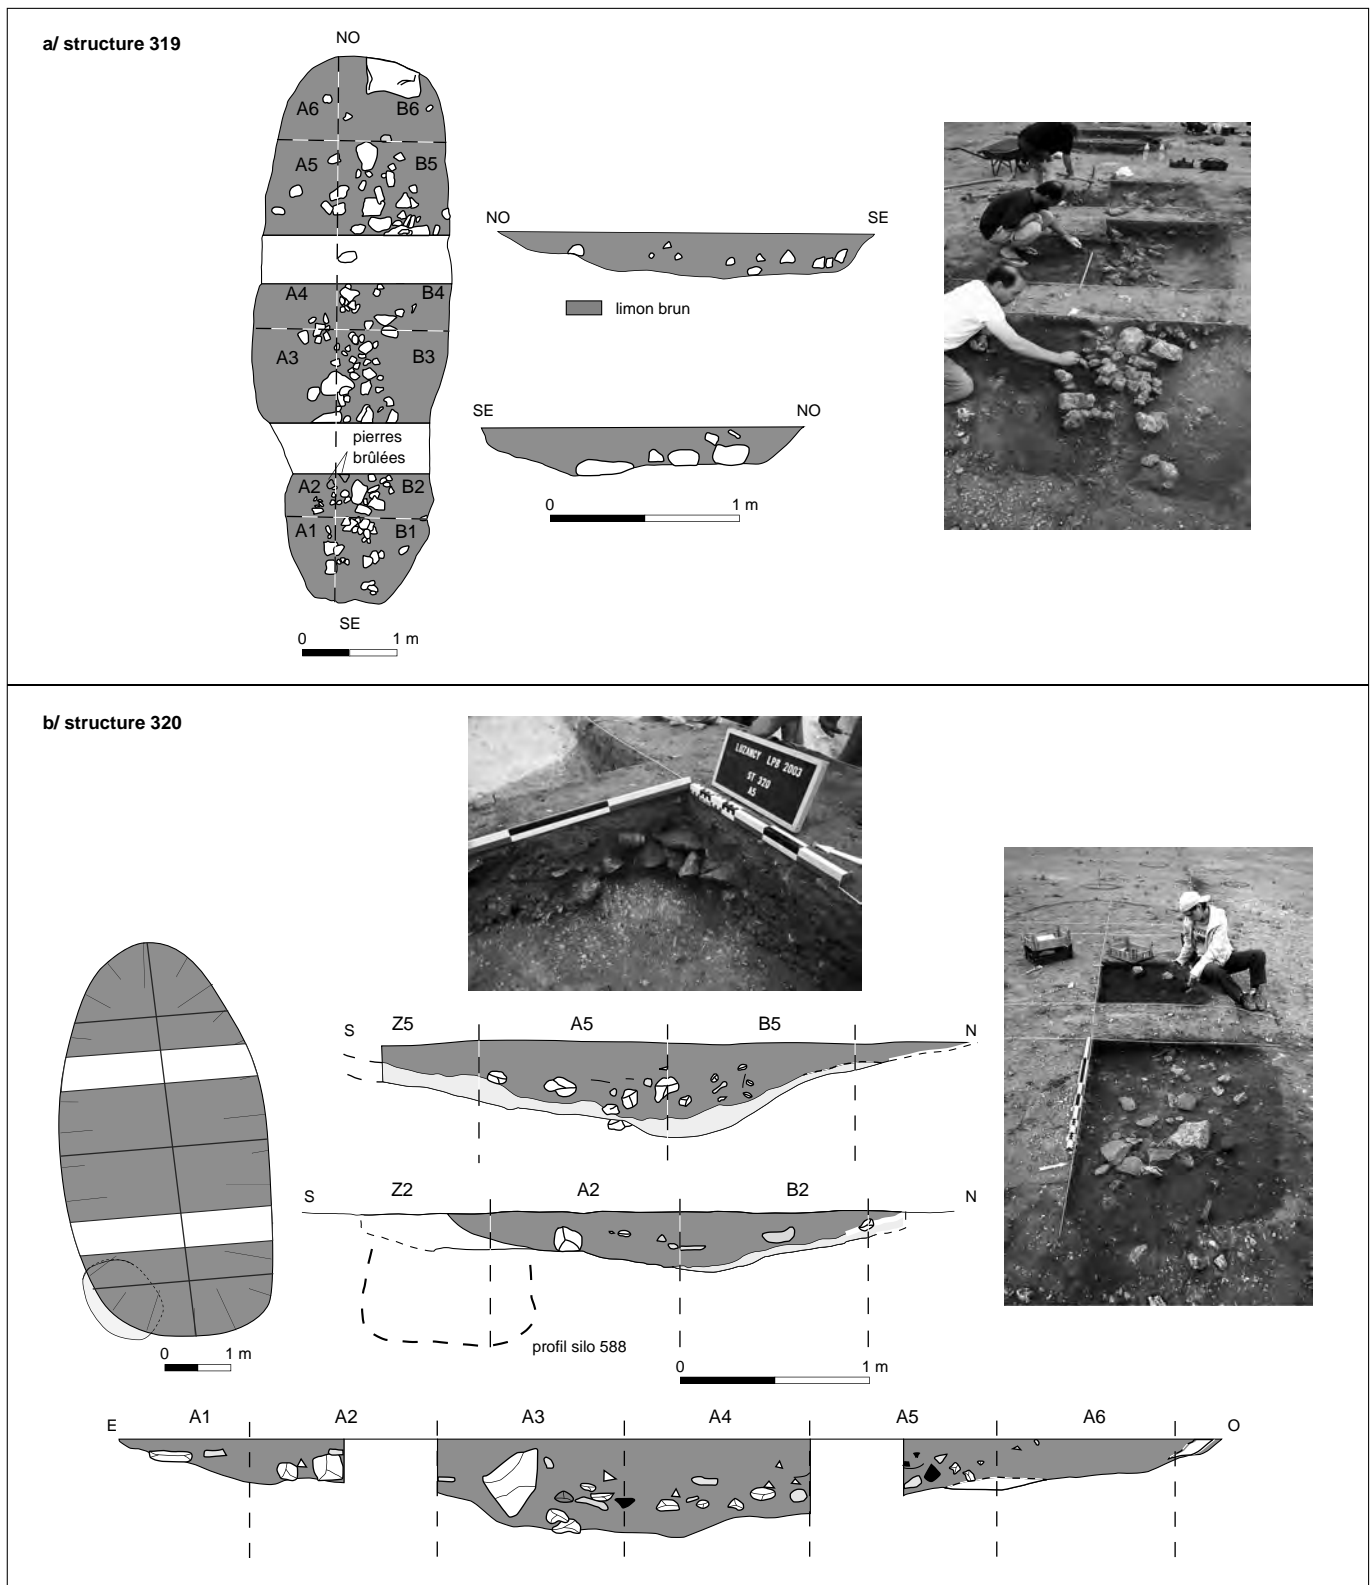 a/ structure 319
NO
A6 B6
A5 B5
A4 B4
A3 B3
pierres
brûlées
A2 B2
A1 B1
SE
0 1 m
NO SE
limon brun
SE NO
0 1 m
b/ structure 320
LUZANCY LPB 2003
ST 320
A5
S Z5 A5 B5 N
S Z2 A2 B2 N
profil silo 588
0 1 m
0 1 m
E A1 A2 A3 A4 A5 A6 O